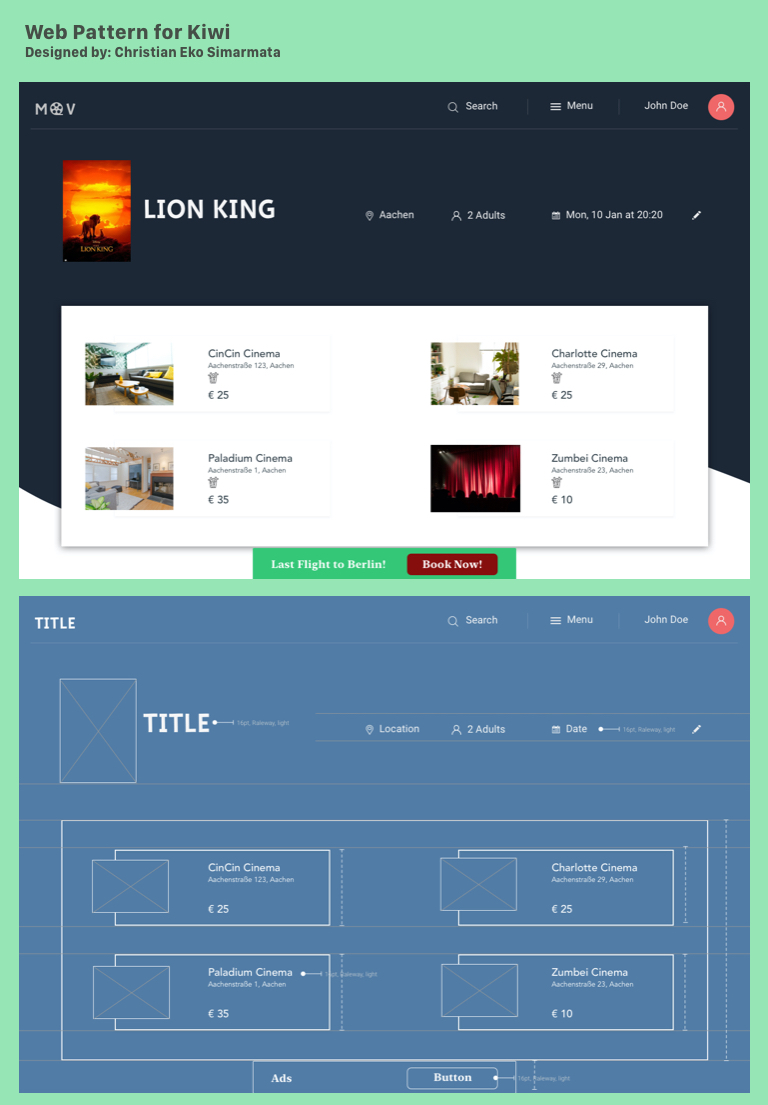 Web Pattern for Kiwi
Designed by: Christian Eko Simarmata
MOV
Search
Menu
John Doe
LION KING
Aachen
2 Adults
Mon, 10 Jan at 20:20
DISNEY
THE LION KING
CinCin Cinema
Aachenstraße 123, Aachen
€ 25
Charlotte Cinema
Aachenstraße 29, Aachen
€ 25
Paladium Cinema
Aachenstraße 1, Aachen
€ 35
Zumbei Cinema
Aachenstraße 23, Aachen
€ 10
Last Flight to Berlin!
Book Now!
TITLE
Search
Menu
John Doe
TITLE
16pt, Raleway, light
Location
2 Adults
Date
16pt, Raleway, light
CinCin Cinema
Aachenstraße 123, Aachen
€ 25
Charlotte Cinema
Aachenstraße 29, Aachen
€ 25
Paladium Cinema
16pt, Raleway, light
Aachenstraße 1, Aachen
€ 35
Zumbei Cinema
Aachenstraße 23, Aachen
€ 10
Ads
Button
16pt, Raleway, light